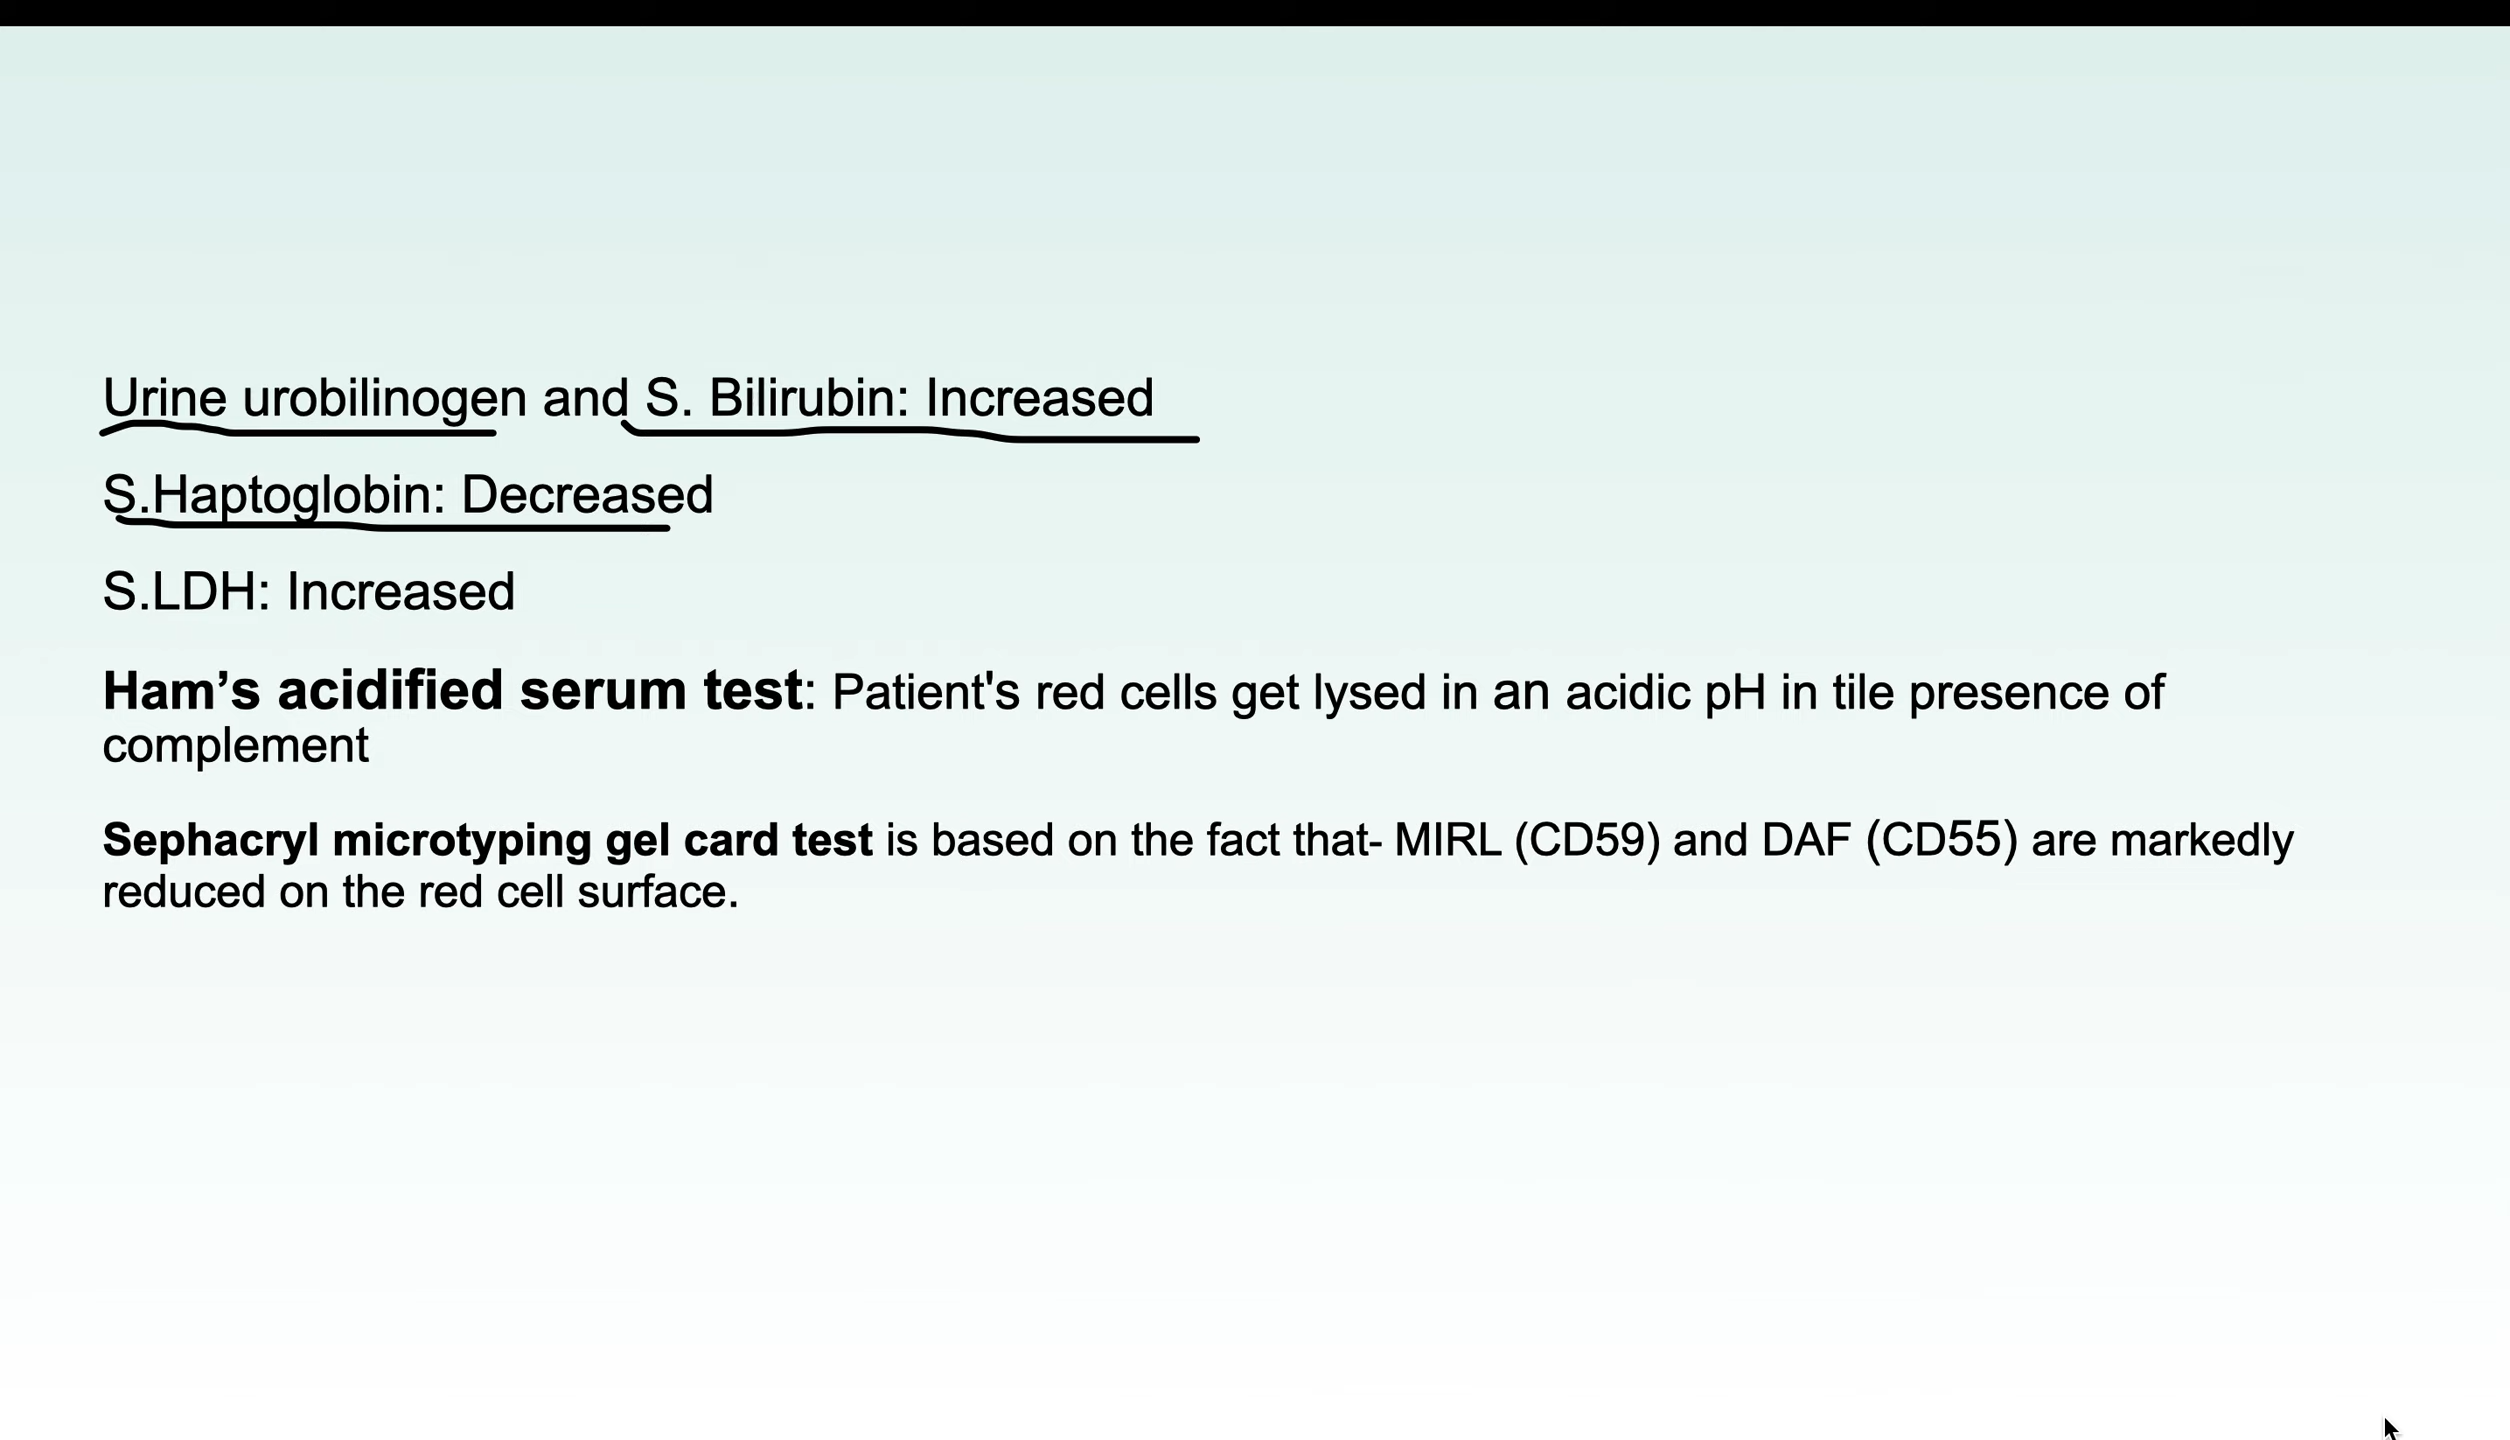 Urine urobilinogen and S. Bilirubin: Increased
S.Haptoglobin: Decreased
S.LDH: Increased
Ham’s acidified serum test: Patient's red cells get lysed in an acidic pH in tile presence of
complement
Sephacryl microtyping gel card test is based on the fact that- MIRL (CD59) and DAF (CD55) are markedly
reduced on the red cell surface.